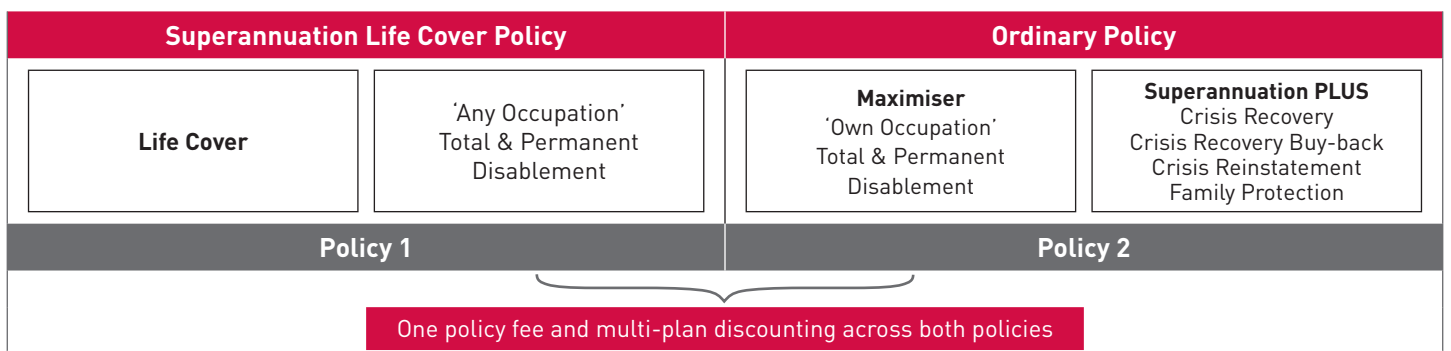 Superannuation Life Cover Policy
Ordinary Policy
Life Cover
‘Any Occupation’
Total & Permanent
Disablement
Maximiser
‘Own Occupation’
Total & Permanent
Disablement
Superannuation PLUS
Crisis Recovery
Crisis Recovery Buy-back
Crisis Reinstatement
Family Protection
Policy 1
Policy 2
One policy fee and multi-plan discounting across both policies